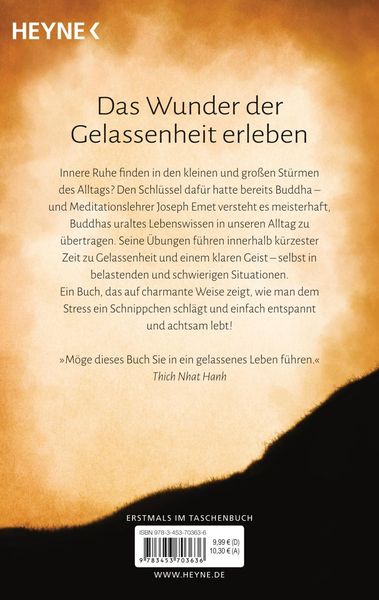 HEYNE<
Das Wunder der
Gelassenheit erleben
Innere Ruhe finden in den kleinen und großen Stürmen
des Alltags? Den Schlüssel dafür hatte bereits Buddha –
und Meditationslehrer Joseph Emet versteht es meisterhaft,
Buddhas uraltes Lebenswissen in unseren Alltag zu
übertragen. Seine Übungen führen innerhalb kürzester
Zeit zu Gelassenheit und einem klaren Geist – selbst in
belastenden und schwierigen Situationen.
Ein Buch, das auf charmante Weise zeigt, wie man dem
Stress ein Schnippchen schlägt und einfach entspannt
und achtsam lebt!
»Möge dieses Buch Sie in ein gelassenes Leben führen.«
Thich Nhat Hanh
ERSTMALS IM TASCHENBUCH
ISBN 978-3-453-70363-6
9,99 € (D)
10,30 € (A)
9 783453 703636
WWW.HEYNE.DE